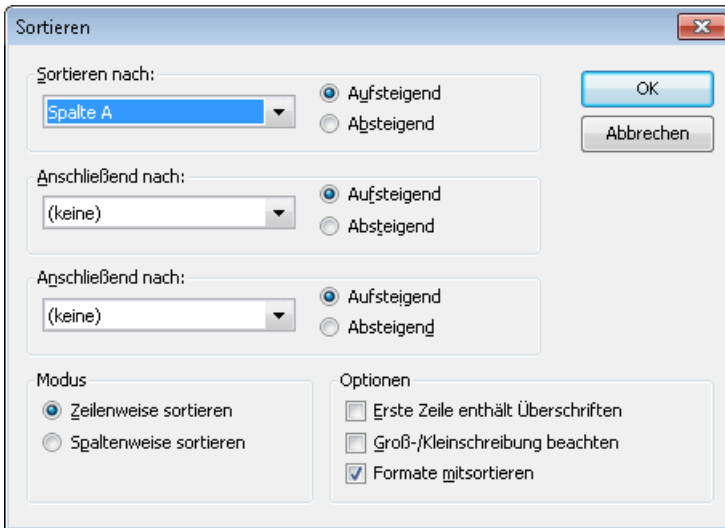 Sortieren
Sortieren nach:
Spalte A
Aufsteigend
Absteigend
OK
Abbrechen
Anschließend nach:
(keine)
Aufsteigend
Absteigend
Anschließend nach:
(keine)
Aufsteigend
Absteigend
Modus
Zeilenweise sortieren
Spaltenweise sortieren
Optionen
Erste Zeile enthält Überschriften
Groß-/Kleinschreibung beachten
Formate mitsortieren